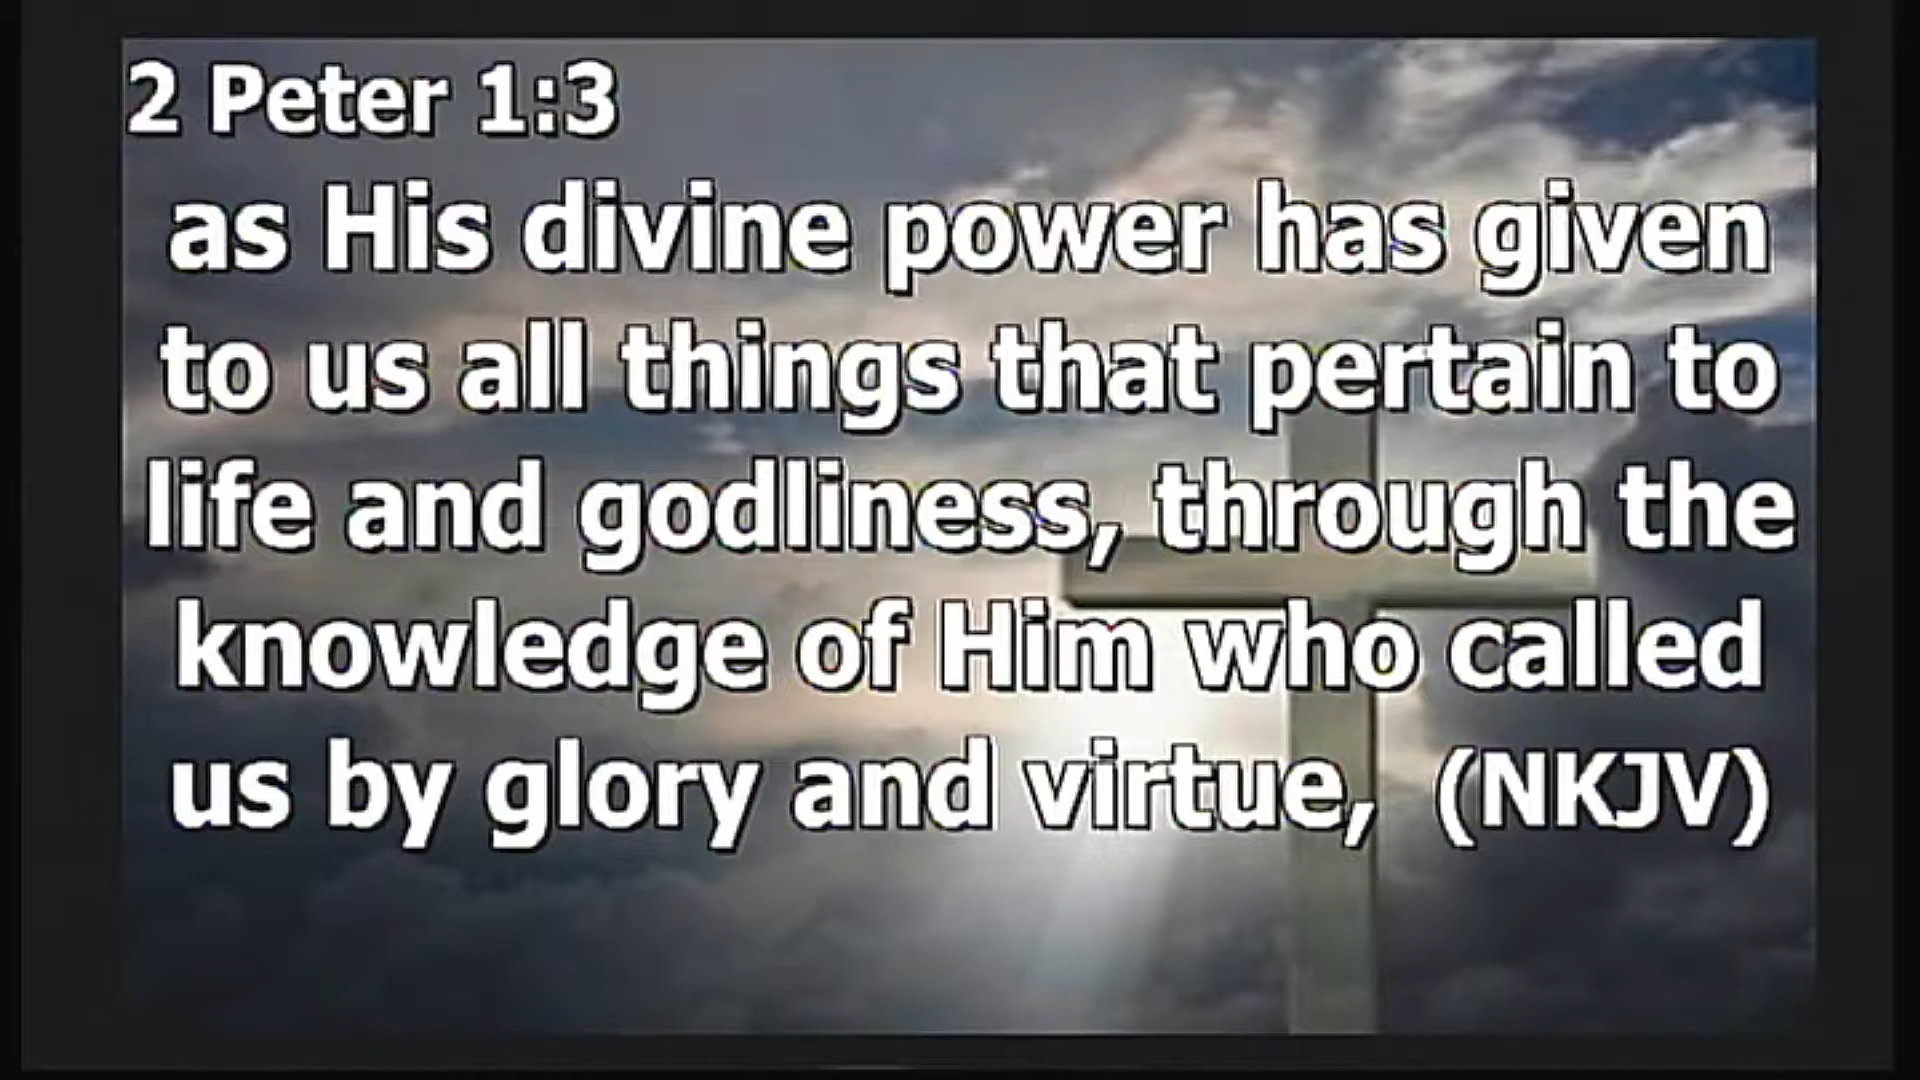 2 Peter 1:3
as His divine power has given
to us all things that pertain to
life and godliness, through the
knowledge of Him who called
us by glory and virtue, (NKJV)